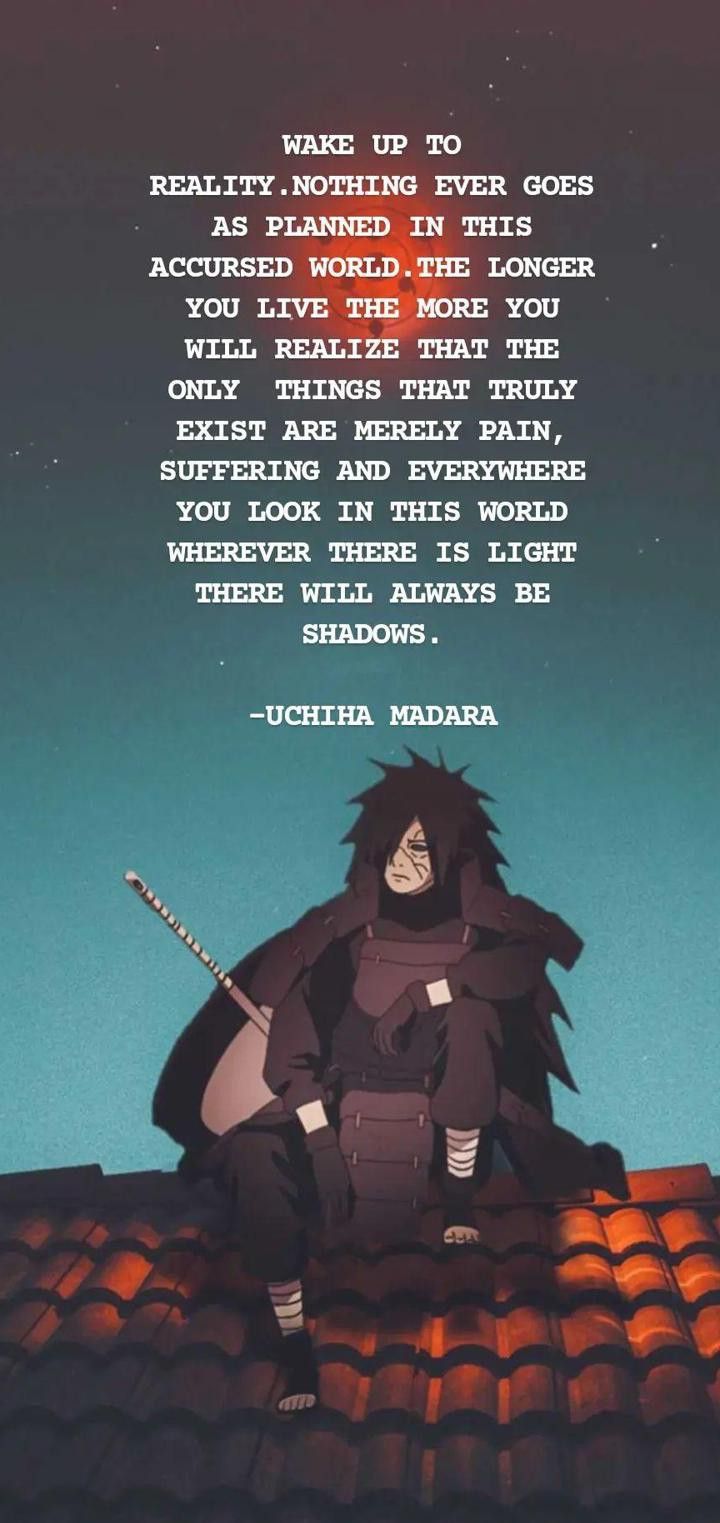 WAKE UP TO
REALITY.NOTHING EVER GOES
AS PLANNED IN THIS
ACCURSED WORLD.THE LONGER
YOU LIVE THE MORE YOU
WILL REALIZE THAT THE
ONLY  THINGS THAT TRULY
EXIST ARE MERELY PAIN,
SUFFERING AND EVERYWHERE
YOU LOOK IN THIS WORLD
WHEREVER THERE IS LIGHT
THERE WILL ALWAYS BE
SHADOWS.
-UCHIHA MADARA